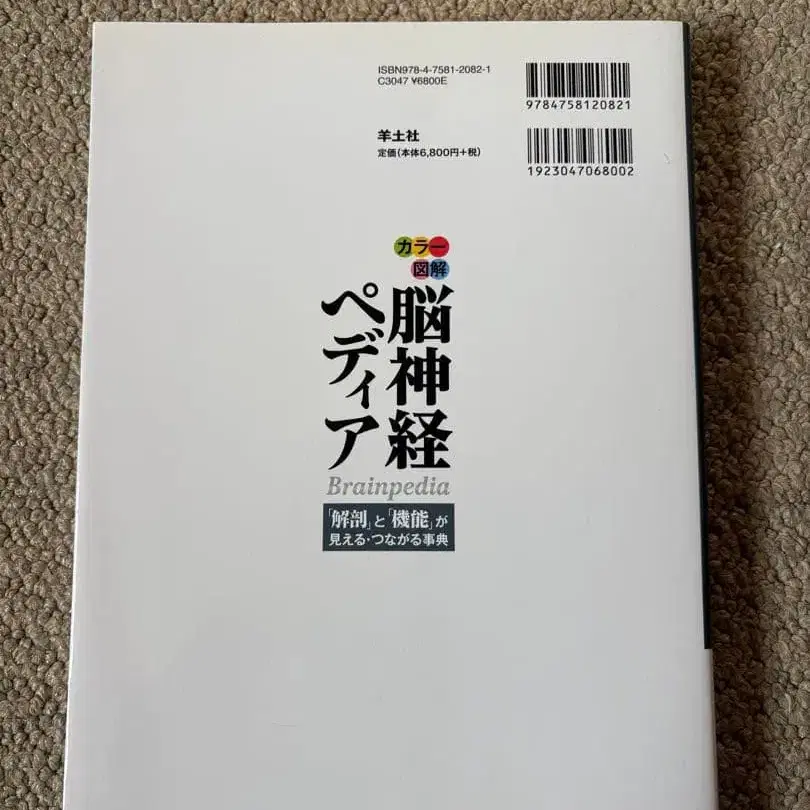 ISBN978-4-7581-2082-1
C3047 ¥6800E
9784758120821
羊土社
定価(本体6,800円+税)
1923047068002
カラー
図解
脳神経
ペディア
Brainpedia
「解剖」と「機能」が
見える・つながる事典